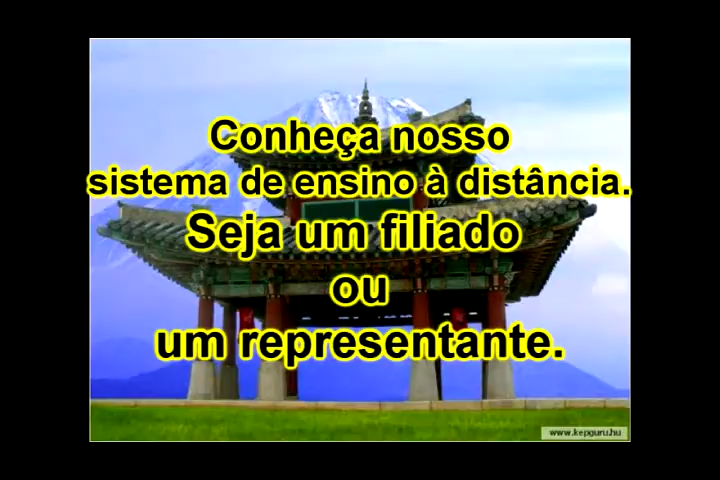 Conheça nosso
sistema de ensino à distância.
Seja um filiado
ou
um representante.
www.kepguru.hu